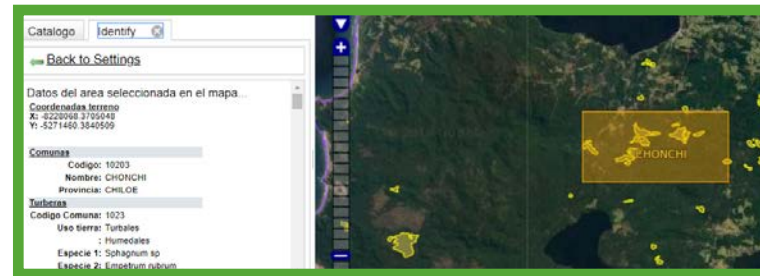 Catalogo
Identify
Back to Settings
Datos del area seleccionada en el mapa...
Coordenadas terreno
X: -8228068.3705048
Y: -5271460.3840509
Comunas
Codigo: 10203
Nombre: CHONCHI
Provincia: CHILOE
Turberas
Codigo Comuna: 1023
Uso tierra: Turbales
: Humedales
Especie 1: Sphagnum sp
Especie 2: Empetrum rubrum
CHONCHI